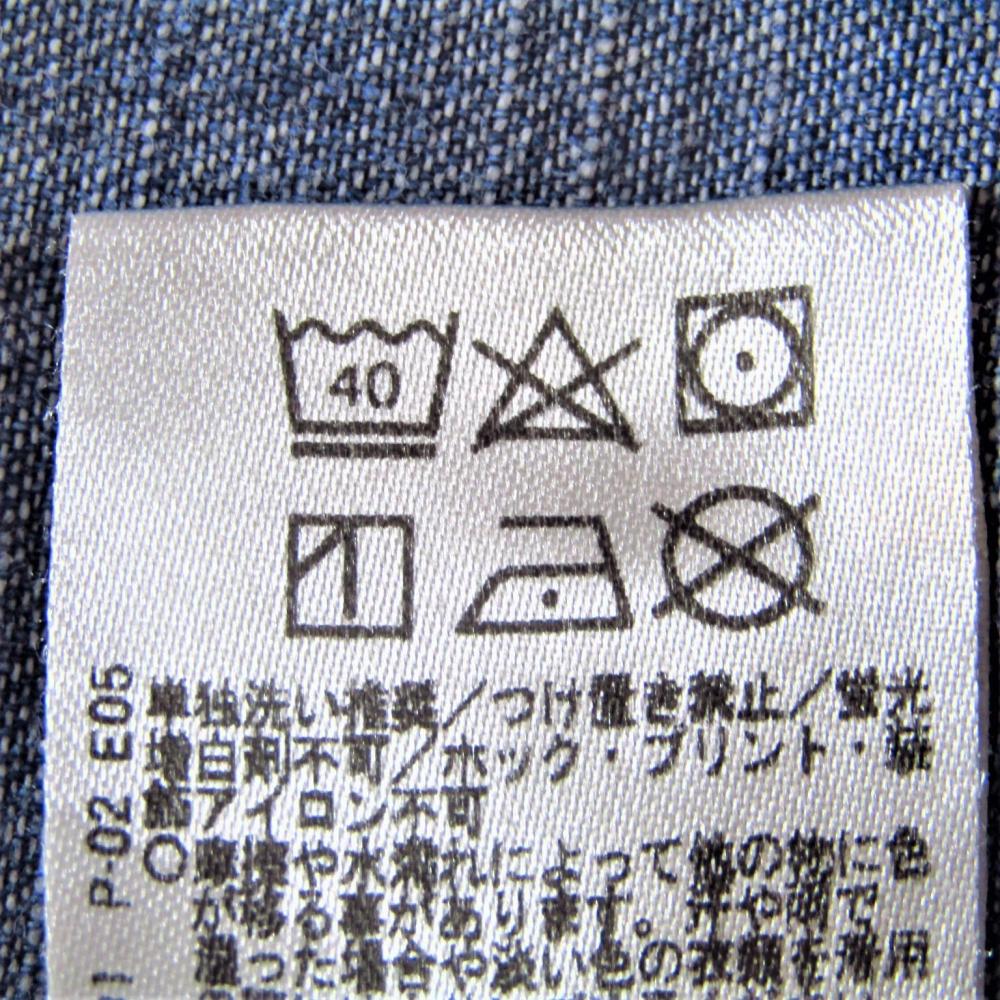 40
単独洗い推奨/つけ置き禁止/蛍光
増白剤不可/ホック・プリント・縦
アイロン不可
○摩擦や水濡れによって他の物に色
が移る事があります。汗や雨で
湿った場合や淡い色の衣類を着用
P-02 E05